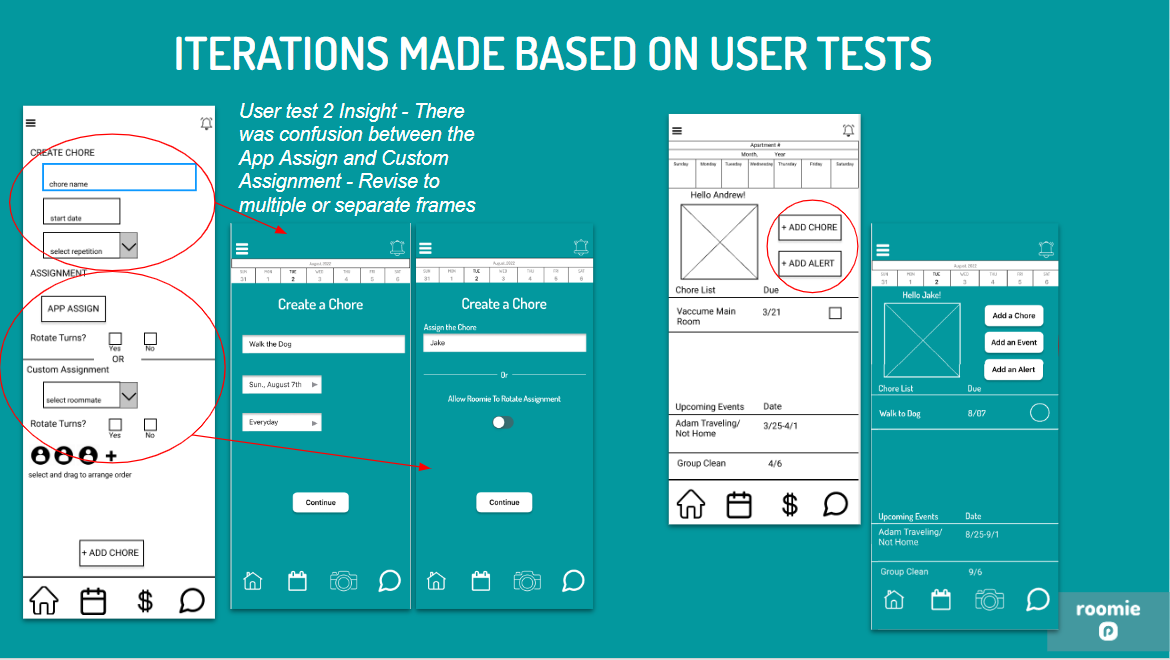 ITERATIONS MADE BASED ON USER TESTS
User test 2 Insight - There
was confusion between the
App Assign and Custom
Assignment - Revise to
multiple or separate frames
CREATE CHORE
chore name
start date
select repetition
ASSIGNMENT
APP ASSIGN
Rotate Turns?
Yes No
OR
Custom Assignment
select roommate
Rotate Turns?
Yes No
select and drag to arrange order
+ ADD CHORE
$
August 2022
SUN MON TUE WED THU FRI SAT
31 1 2 3 4 5 6
Create a Chore
Walk the Dog
Sun., August 7th
Everyday
Continue
August 2022
SUN MON TUE WED THU FRI SAT
31 1 2 3 4 5 6
Create a Chore
Assign the Chore
Jake
Or
Allow Roomie To Rotate Assignment
Continue
Apartment #
Month, Year
Sunday Monday Tuesday Wednesday Thursday Friday Saturday
Hello Andrew!
+ ADD CHORE
+ ADD ALERT
Chore List Due
Vaccume Main 3/21
Room
Upcoming Events Date
Adam Traveling/ 3/25-4/1
Not Home
Group Clean 4/6
$
August 2022
SUN MON TUE WED THU FRI SAT
31 1 2 3 4 5 6
Hello Jake!
Add a Chore
Add an Event
Add an Alert
Chore List Due
Walk to Dog 8/07
Upcoming Events Date
Adam Traveling/ 8/25-9/1
Not Home
Group Clean 9/6
roomie